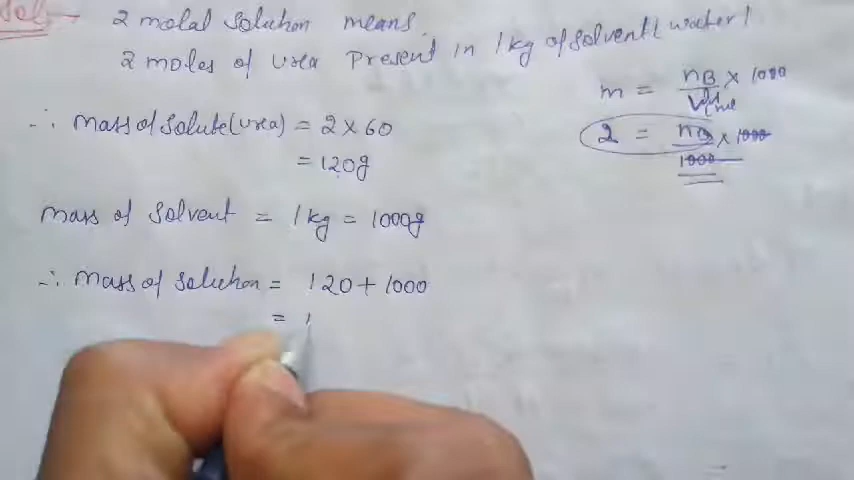 Sol:-
2 molal solution means
2 moles of urea present in 1kg of solvent (water)
∴ mass of solute (urea) = 2 × 60
= 120g
mass of solvent = 1kg = 1000g
∴ mass of solution = 120 + 1000
= 1
m = nB × 1000
2 = nB × 1000
1000